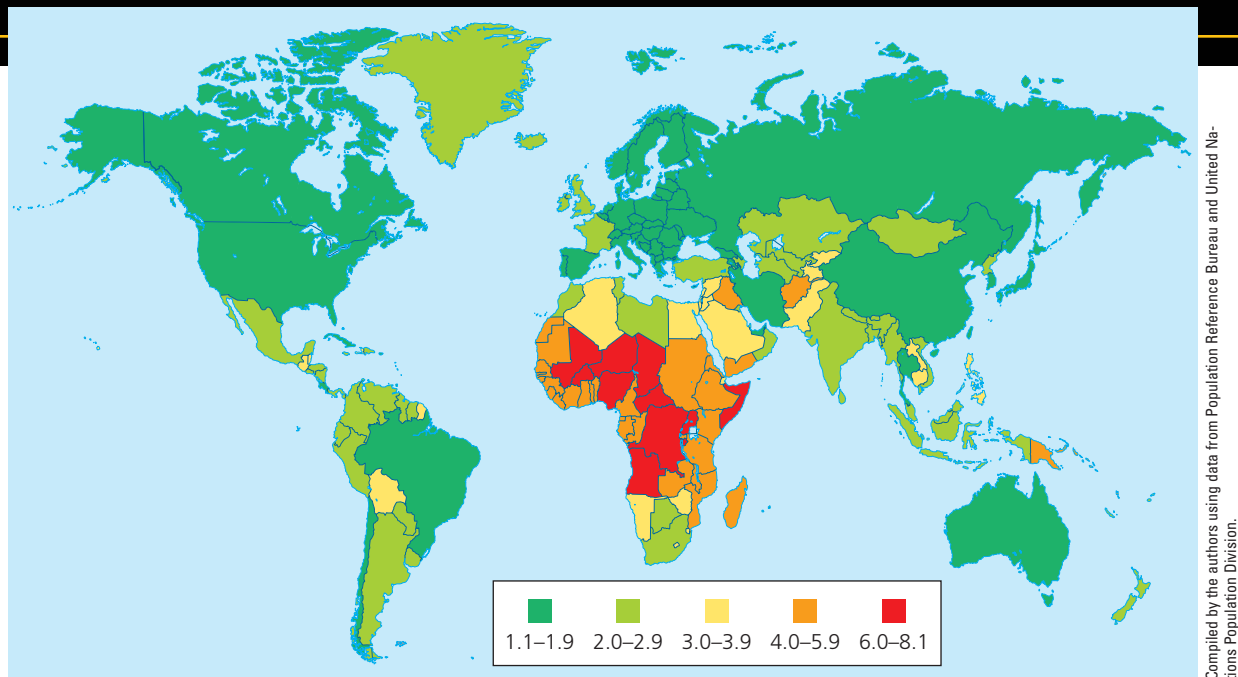 1.1–1.9 2.0–2.9 3.0–3.9 4.0–5.9 6.0–8.1
Compiled by the authors using data from Population Reference Bureau and United Na-
tions Population Division.